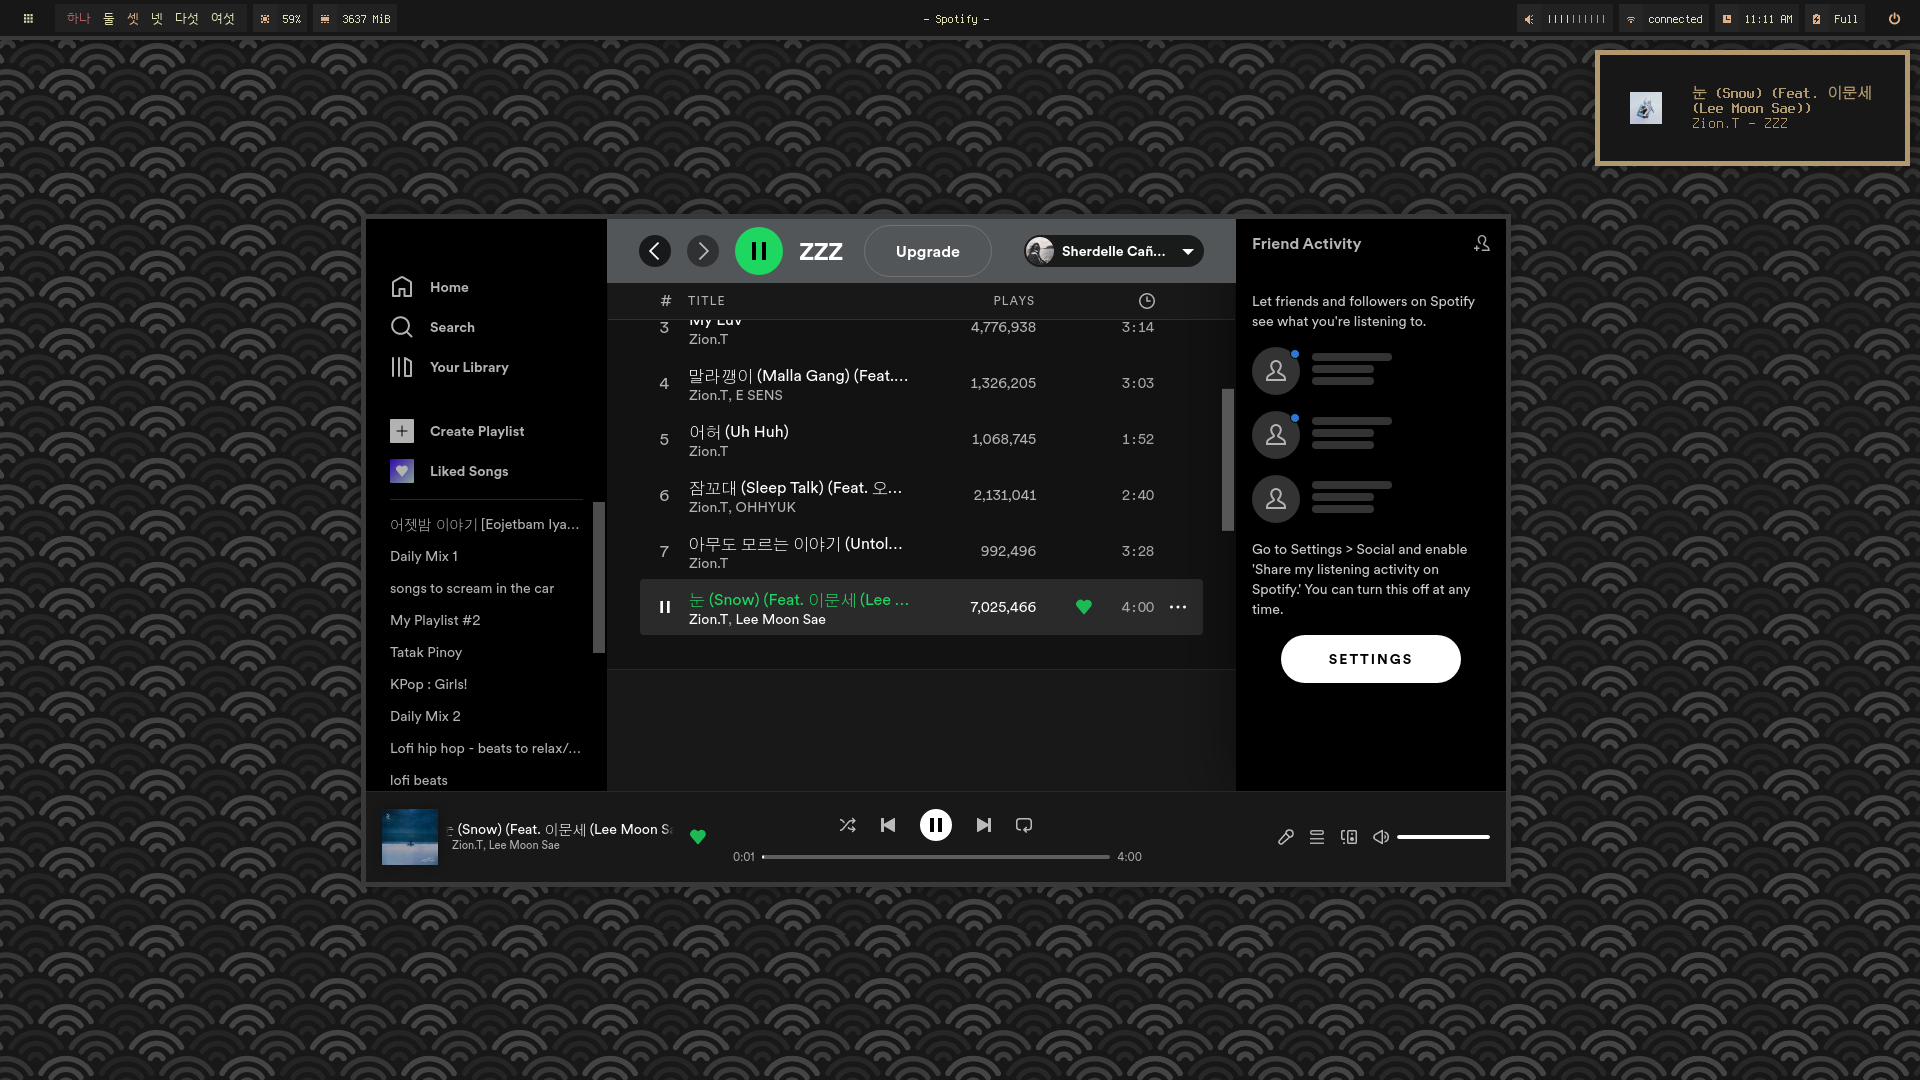 하나 둘 셋 넷 다섯 여섯
59%
3637 MiB
- Spotify -
connected
11:11 AM
Full
눈 (Snow) (Feat. 이문세
(Lee Moon Sae))
Zion.T - ZZZ
Home
Search
Your Library
Create Playlist
Liked Songs
어젯밤 이야기 [Eojetbam Iya...
Daily Mix 1
songs to scream in the car
My Playlist #2
Tatak Pinoy
KPop : Girls!
Daily Mix 2
Lofi hip hop - beats to relax/...
lofi beats
ZZZ
Upgrade
Sherdelle Cañ...
# TITLE PLAYS
3 My Luv 4,776,938 3:14
Zion.T
4 말라깽이 (Malla Gang) (Feat.... 1,326,205 3:03
Zion.T, E SENS
5 어허 (Uh Huh) 1,068,745 1:52
Zion.T
6 잠꼬대 (Sleep Talk) (Feat. 오... 2,131,041 2:40
Zion.T, OHHYUK
7 아무도 모르는 이야기 (Untol... 992,496 3:28
Zion.T
눈 (Snow) (Feat. 이문세 (Lee ... 7,025,466 4:00
Zion.T, Lee Moon Sae
Friend Activity
Let friends and followers on Spotify
see what you're listening to.
Go to Settings > Social and enable
'Share my listening activity on
Spotify.' You can turn this off at any
time.
SETTINGS
(Snow) (Feat. 이문세 (Lee Moon Sa
Zion.T, Lee Moon Sae
0:01
4:00